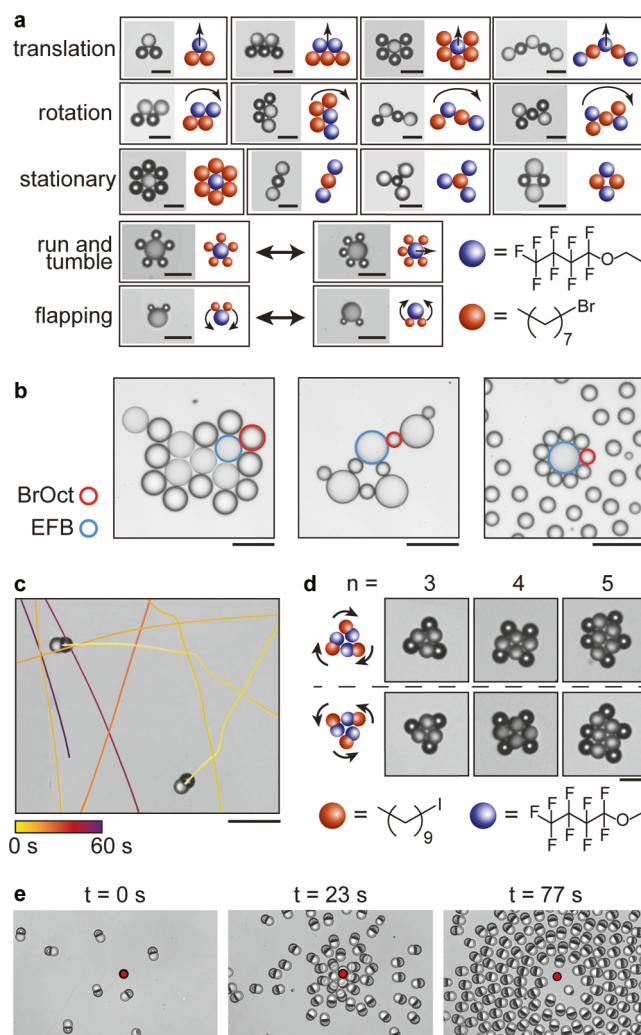 a
translation
rotation
stationary
run and
tumble
flapping
= F F F F F F F F F O
= Br 7
b
BrOct
EFB
c
0 s 60 s
d n = 3 4 5
= I 9 = F F F F F F F F F O
e
t = 0 s t = 23 s t = 77 s